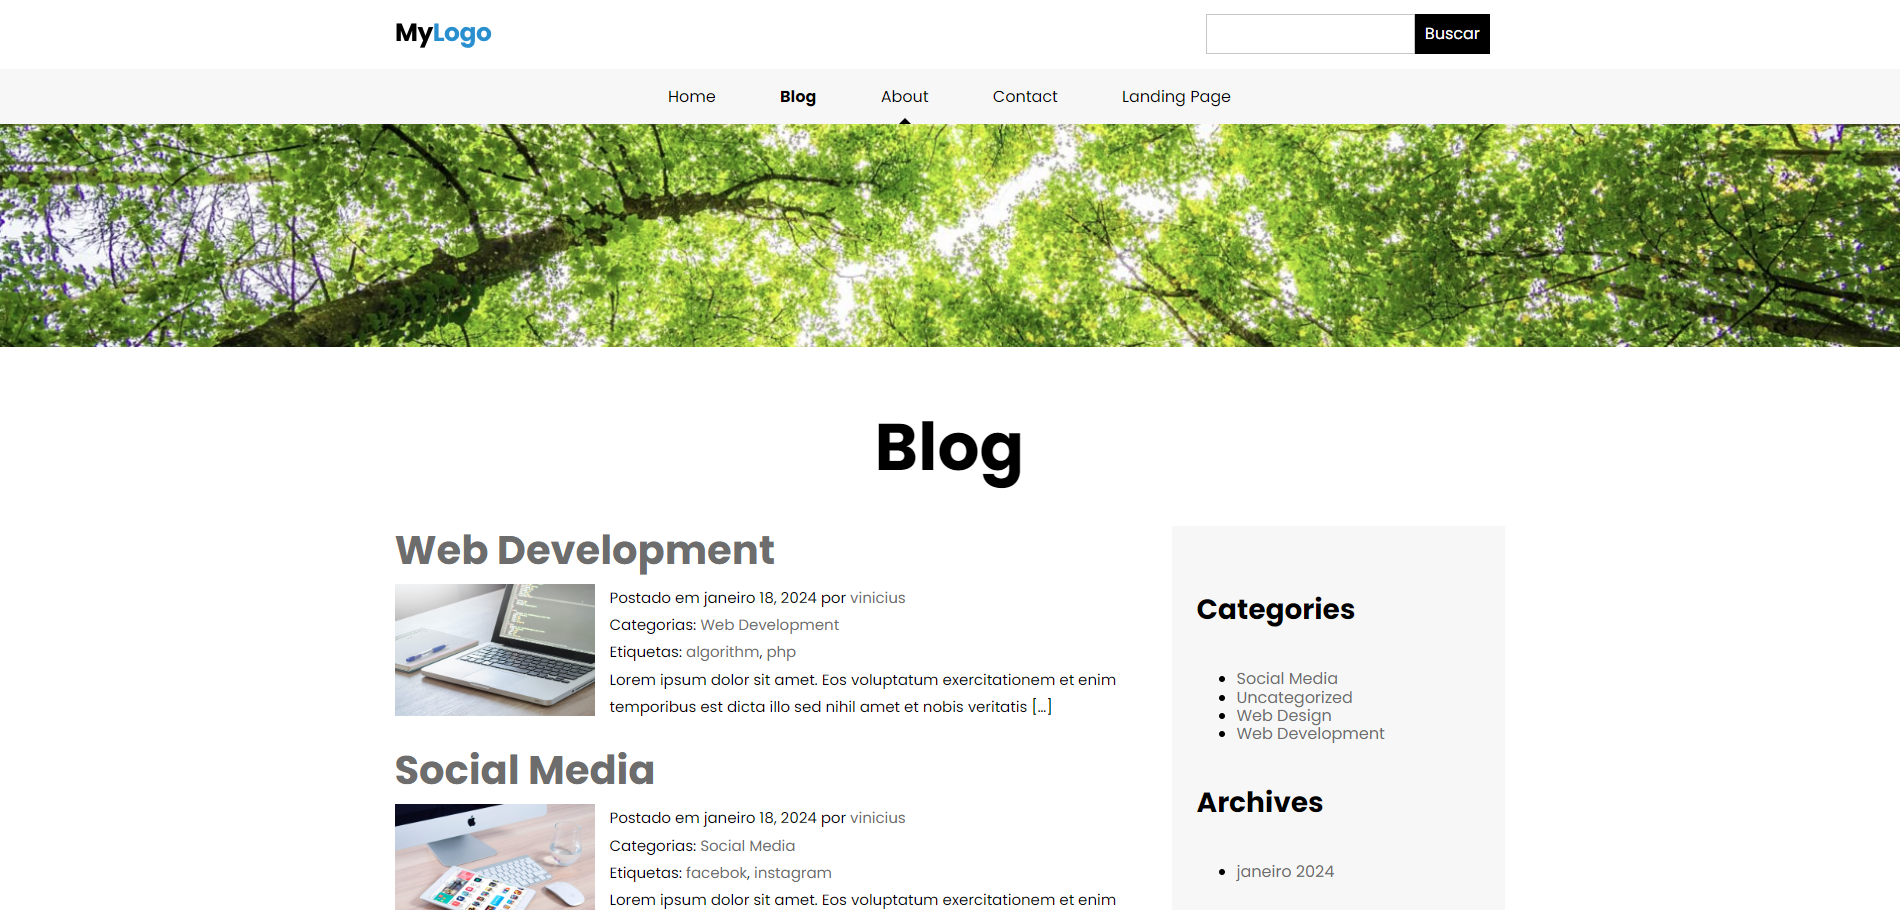 MyLogo
Buscar
Home Blog About Contact Landing Page
Blog
Web Development
Postado em janeiro 18, 2024 por vinicius
Categorias: Web Development
Etiquetas: algorithm, php
Lorem ipsum dolor sit amet. Eos voluptatum exercitationem et enim
temporibus est dicta illo sed nihil amet et nobis veritatis […]
Social Media
Postado em janeiro 18, 2024 por vinicius
Categorias: Social Media
Etiquetas: facebok, instagram
Lorem ipsum dolor sit amet. Eos voluptatum exercitationem et enim
Categories
Social Media
Uncategorized
Web Design
Web Development
Archives
janeiro 2024